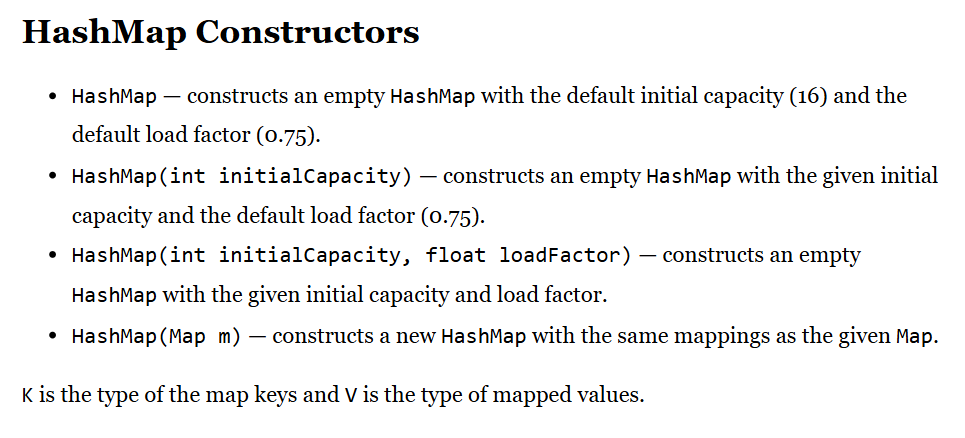 HashMap Constructors
• HashMap — constructs an empty HashMap with the default initial capacity (16) and the
default load factor (0.75).
• HashMap(int initialCapacity) — constructs an empty HashMap with the given initial
capacity and the default load factor (0.75).
• HashMap(int initialCapacity, float loadFactor) — constructs an empty
HashMap with the given initial capacity and load factor.
• HashMap(Map m) — constructs a new HashMap with the same mappings as the given Map.
K is the type of the map keys and V is the type of mapped values.